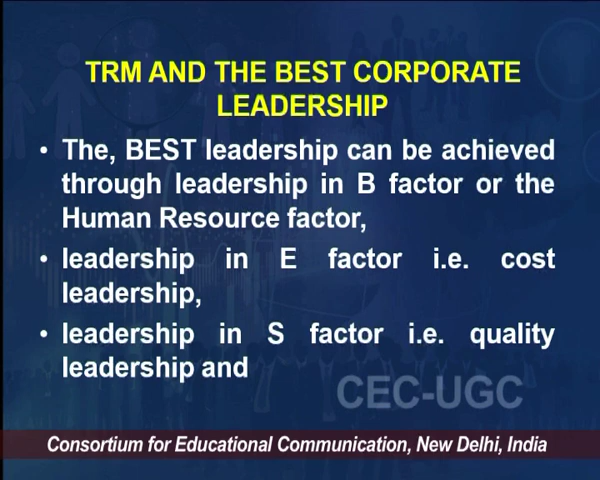 TRM AND THE BEST CORPORATE
LEADERSHIP
• The, BEST leadership can be achieved
through leadership in B factor or the
Human Resource factor,
• leadership in E factor i.e. cost
leadership,
• leadership in S factor i.e. quality
leadership and
CEC-UGC
Consortium for Educational Communication, New Delhi, India